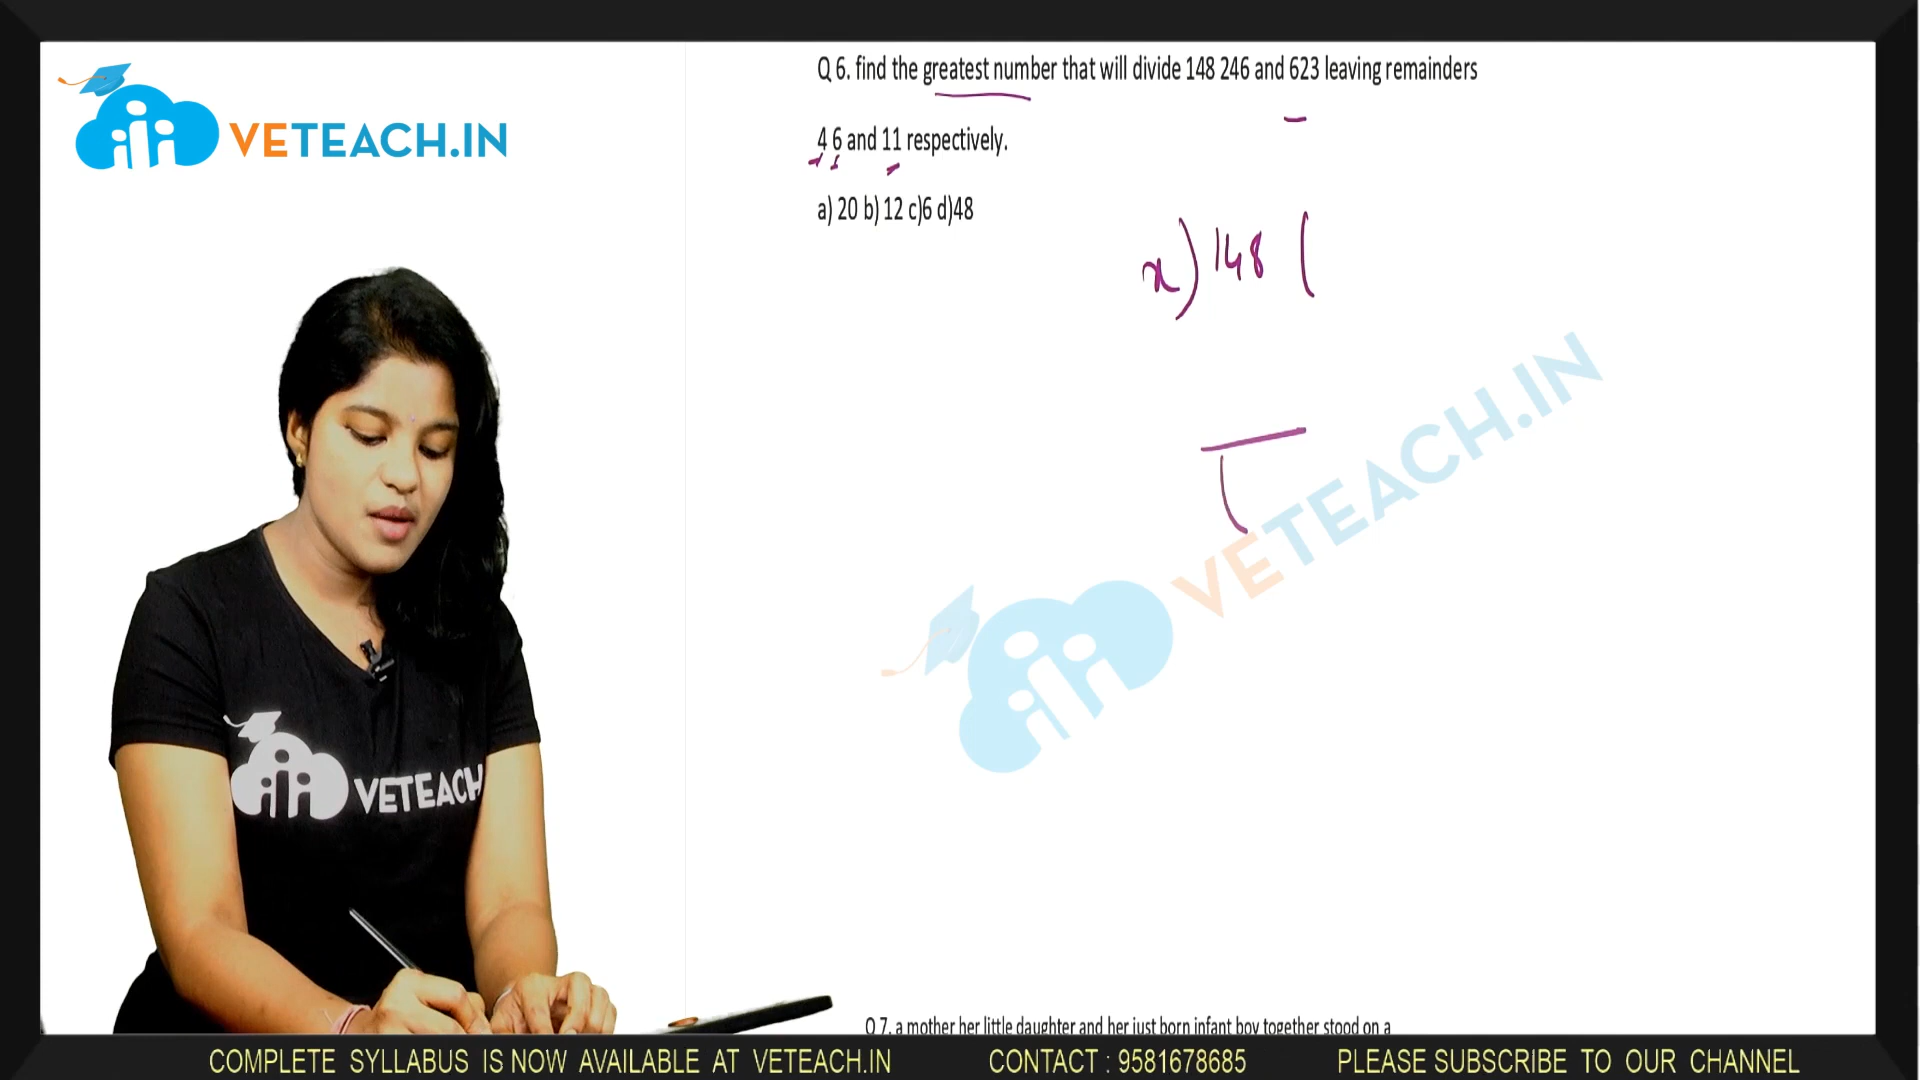 VETEACH.IN
Q 6. find the greatest number that will divide 148 246 and 623 leaving remainders
4 6 and 11 respectively.
a) 20 b) 12 c)6 d)48
x) 148 (
VETEACH.IN
VETEACH
Q 7. a mother her little daughter and her just born infant boy together stood on a
COMPLETE SYLLABUS IS NOW AVAILABLE AT VETEACH.IN CONTACT : 9581678685 PLEASE SUBSCRIBE TO OUR CHANNEL